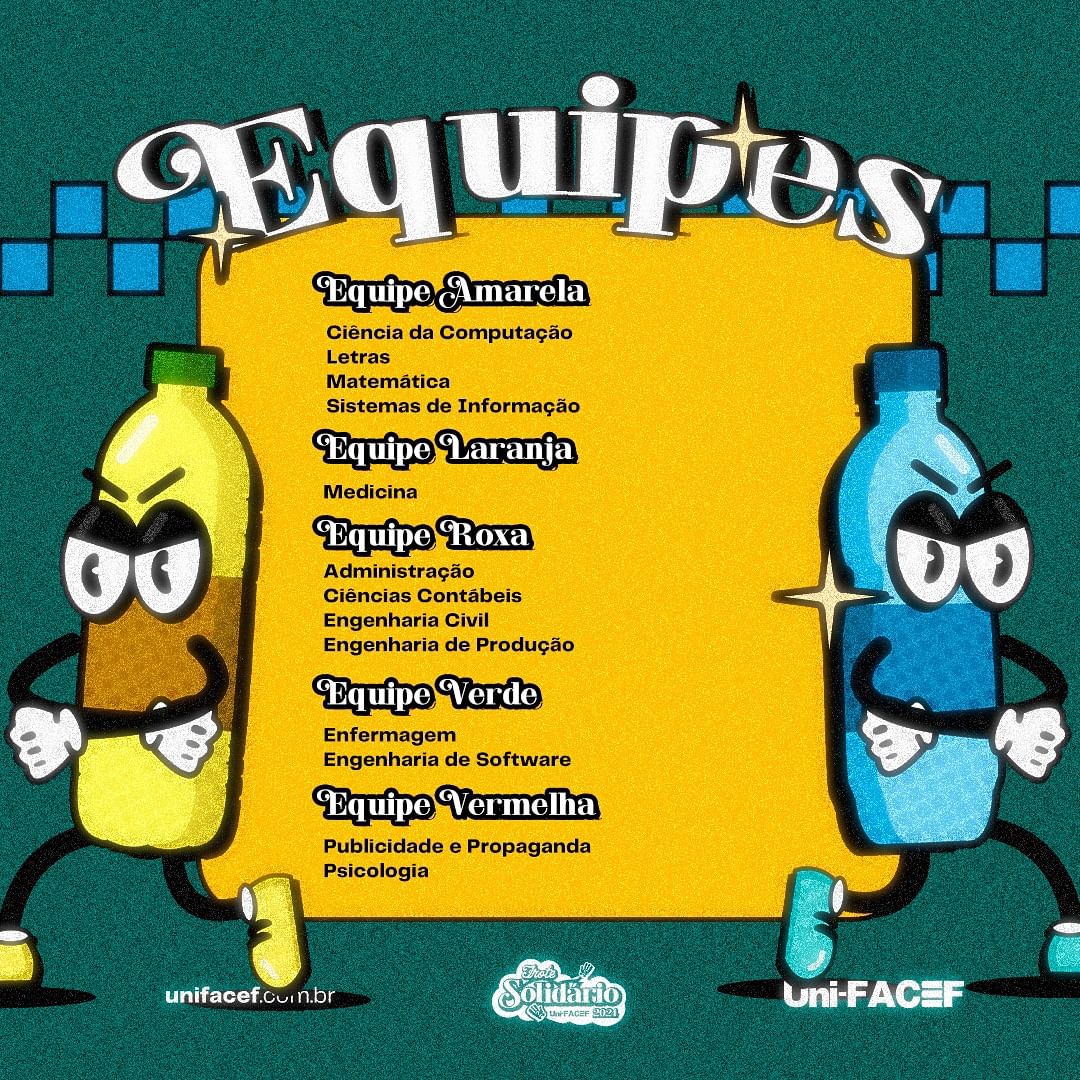 Equipes
Equipe Amarela
Ciência da Computação
Letras
Matemática
Sistemas de Informação
Equipe Laranja
Medicina
Equipe Roxa
Administração
Ciências Contábeis
Engenharia Civil
Engenharia de Produção
Equipe Verde
Enfermagem
Engenharia de Software
Equipe Vermelha
Publicidade e Propaganda
Psicologia
unifacef.com.br
Trote
Solidário
Uni-FACEF 2024
Uni-FACEF